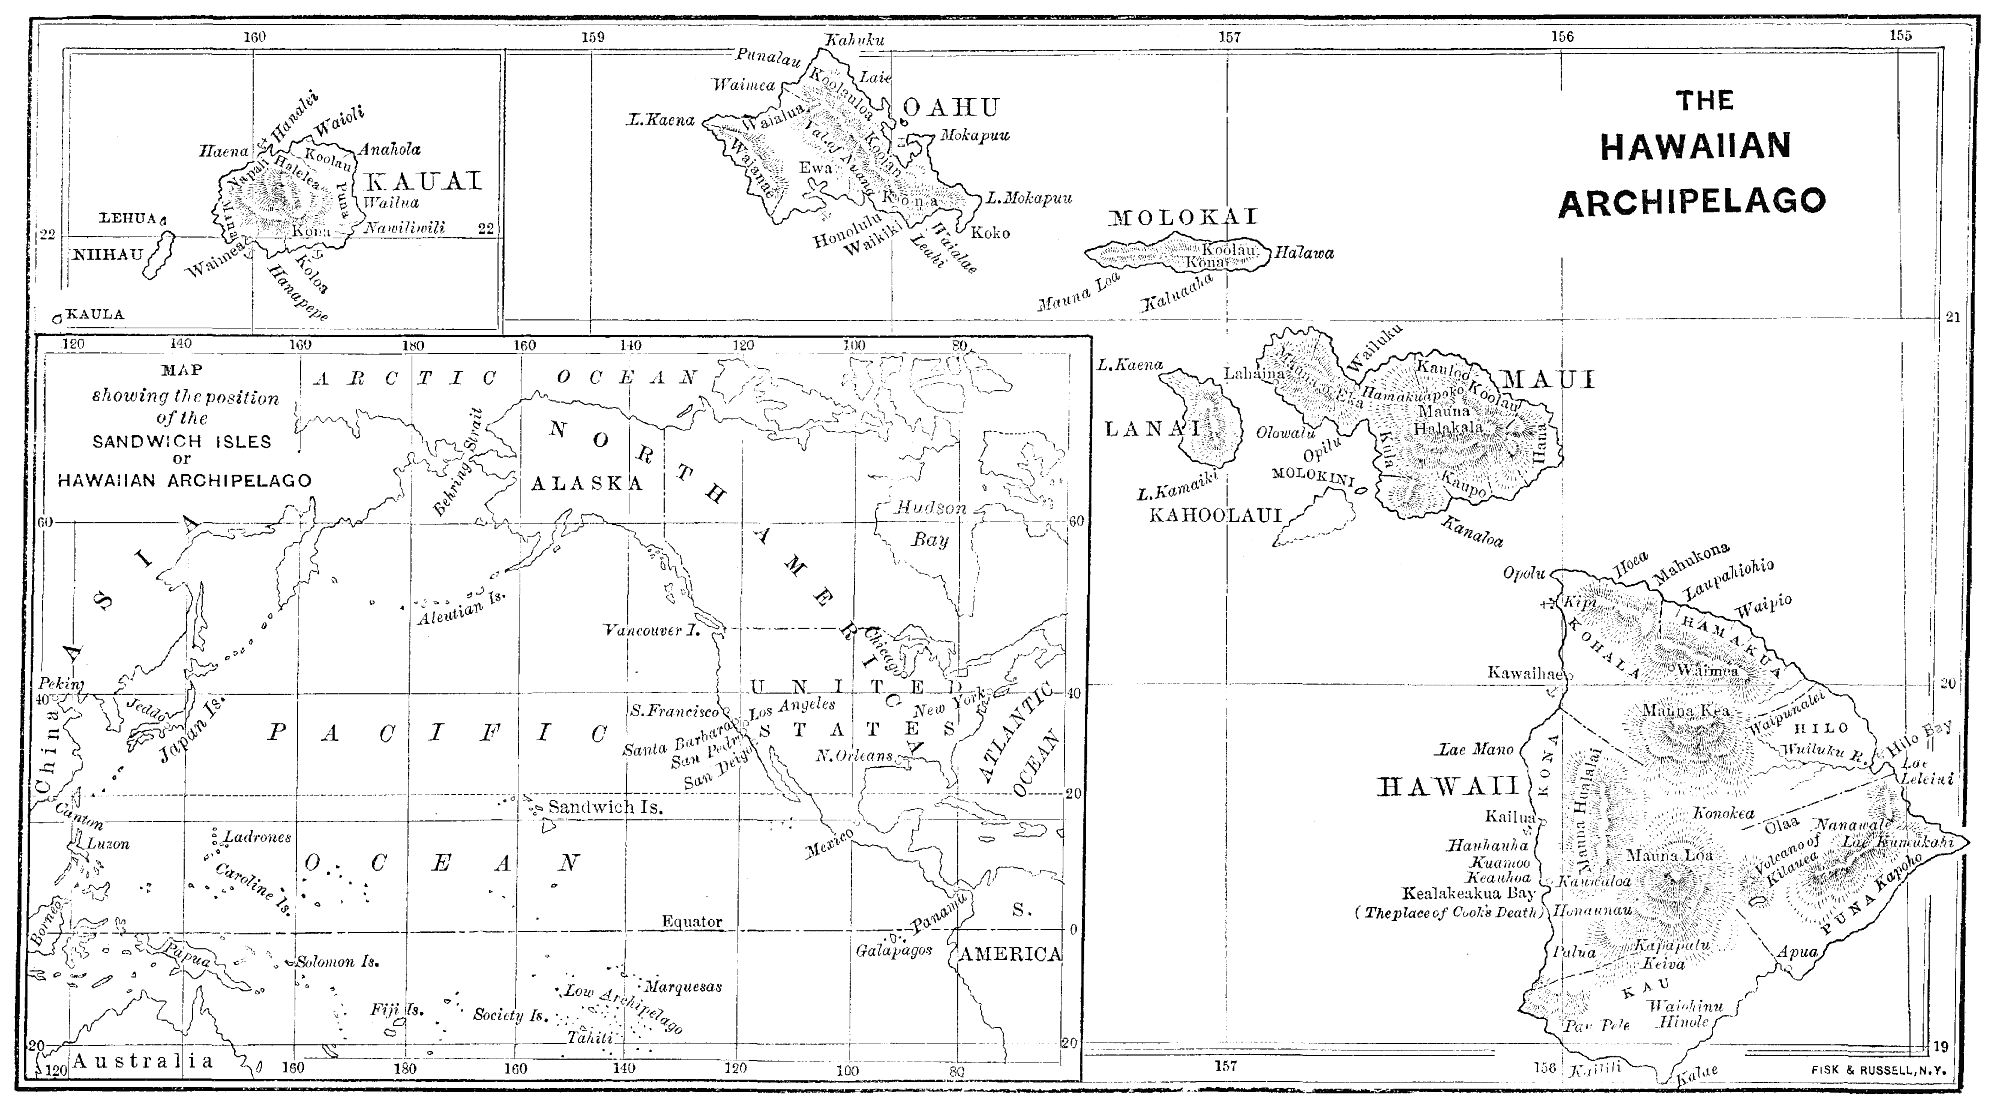 160
159
157
156
155
THE
HAWAIIAN
ARCHIPELAGO
Hanalei
Waioli
Haena
Anahola
Napali
Halelea
Koolau
KAUAI
Puna
Mana
Wailua
Nawiliwili
Kona
Waimea
Koloa
Hanapepe
LEHUA
NIIHAU
KAULA
22
22
Kahuku
Punalau
Laie
Waimea
Koolauloa
OAHU
L.Kaena
Waialua
Mokapuu
Val. of Nuang
Koolau
Waianae
Ewa
Kona
L.Mokapuu
Honolulu
Waikiki
Leahi
Waialae
Koko
MOLOKAI
Koolau
Kona
Halawa
Mauna Loa
Kaluaaha
21
Wailuku
L.Kaena
Lahaina
Mauna
Eka
Kauloa
Koolau
Hamakuapoko
MAUI
Mauna
Halakala
LANAI
Olowalu
Opilu
Kula
Hana
MOLOKINI
Kaupo
L.Kamaiki
KAHOOLAUI
Kanaloa
Opolu
Hoea
Mahukona
Laupahiohio
Waipio
Kipi
KOHALA
HAMAKUA
Kawaihae
Waimea
20
Mauna Kea
Waipunalei
HILO
Wuiluku R.
Hilo Bay
Lae
Leleini
Lae Mano
KONA
Mauna Hualalai
HAWAII
Kailua
Konokea
Olaa
Nanawale
Lae Kumukahi
Hauhauha
Kuamoo
Keauhoa
Mauna Loa
Volcano of
Kilauea
Kapoho
PUNA
Kealakeakua Bay
Kauwaloa
(The place of Cook's Death)
Honaunau
Palua
Kapapalu
Keiva
Apua
KAU
Waiohinu
Hinole
Pau Pele
19
157
156
Kalae
FISK & RUSSELL, N.Y.
120
140
160
180
160
140
120
100
80
MAP
showing the position
of the
SANDWICH ISLES
or
HAWAIIAN ARCHIPELAGO
ARCTIC OCEAN
Behring Strait
NORTH AMERICA
ALASKA
Hudson
Bay
60
60
ASIA
Aleutian Is.
Vancouver I.
Chicago
Pekin
40
40
China
Jeddo
Japan Is.
UNITED
STATES
S.Francisco
Los Angeles
New York
Santa Barbara
San Pedro
San Deigo
N.Orleans
ATLANTIC
OCEAN
PACIFIC
OCEAN
20
Sandwich Is.
Canton
Luzon
Ladrones
Caroline Is.
Mexico
Borneo
Equator
Panama
S.
AMERICA
0
Galapagos
Papua
Solomon Is.
Marquesas
Low Archipelago
Fiji Is.
Society Is.
Tahiti
20
20
Australia
120
160
180
160
140
120
100
80